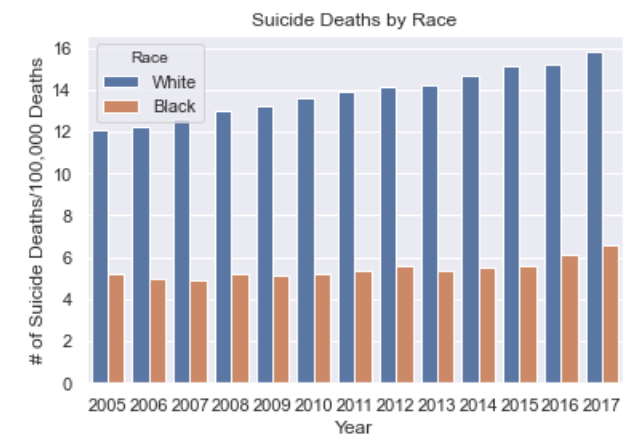 Suicide Deaths by Race
# of Suicide Deaths/100,000 Deaths
16
14
12
10
8
6
4
2
0
Race
White
Black
2005 2006 2007 2008 2009 2010 2011 2012 2013 2014 2015 2016 2017
Year